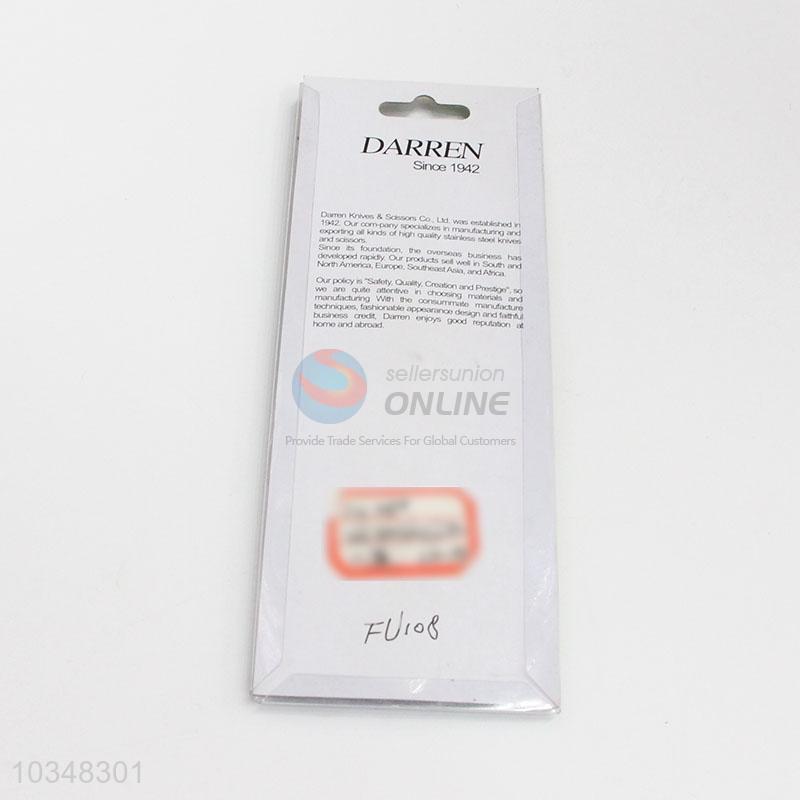 DARREN
Since 1942
Darren Knives & Scissors Co., Ltd. was established in
1942. Our com-pany specializes in manufacturing and
exporting all kinds of high quality stainless steel knives
and scissors.
Since its foundation, the overseas business has
developed rapidly. Our products sell well in South and
North America, Europe, Southeast Asia, and Africa.
Our policy is "Safety, Quality, Creation and Prestige", so
we are quite attentive in choosing materials and
manufacturing With the consummate manufacture
techniques, fashionable appearance design and faithful
business credit, Darren enjoys good reputation at
home and abroad.
sellersunion
ONLINE
Provide Trade Services For Global Customers
FU108
10348301